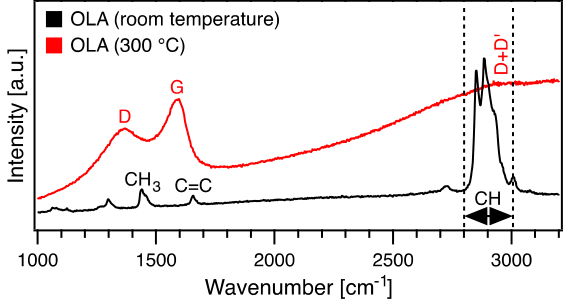 OLA (room temperature)
OLA (300 °C)
D
G
D+D'
CH₃
C=C
CH
Intensity [a.u.]
1000 1500 2000 2500 3000
Wavenumber [cm⁻¹]